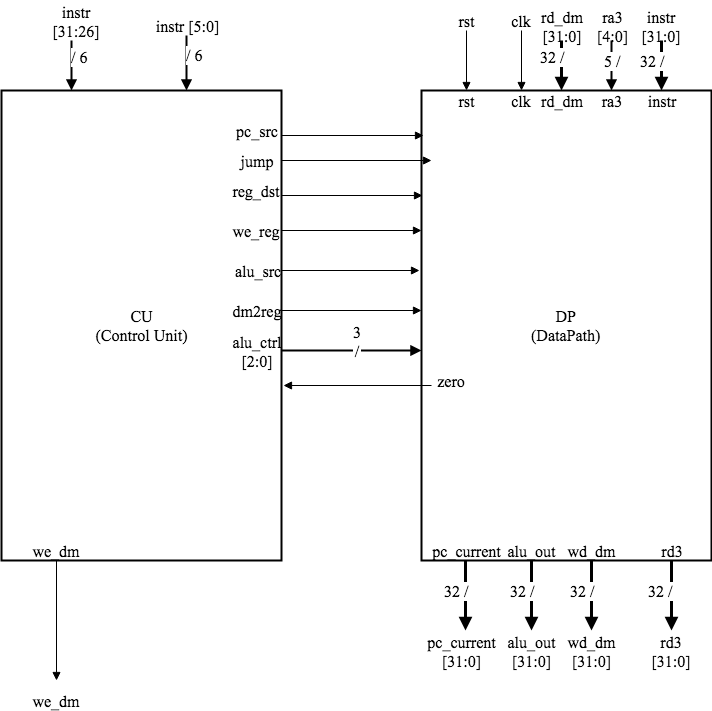 instr
[31:26]
/ 6
instr [5:0]
/ 6
rst
clk
rd_dm
[31:0]
32 /
ra3
[4:0]
5 /
instr
[31:0]
32 /
rst
clk
rd_dm
ra3
instr
pc_src
jump
reg_dst
we_reg
alu_src
dm2reg
alu_ctrl
[2:0]
3
/
zero
CU
(Control Unit)
DP
(DataPath)
we_dm
pc_current
alu_out
wd_dm
rd3
32 /
32 /
32 /
32 /
pc_current
[31:0]
alu_out
[31:0]
wd_dm
[31:0]
rd3
[31:0]
we_dm